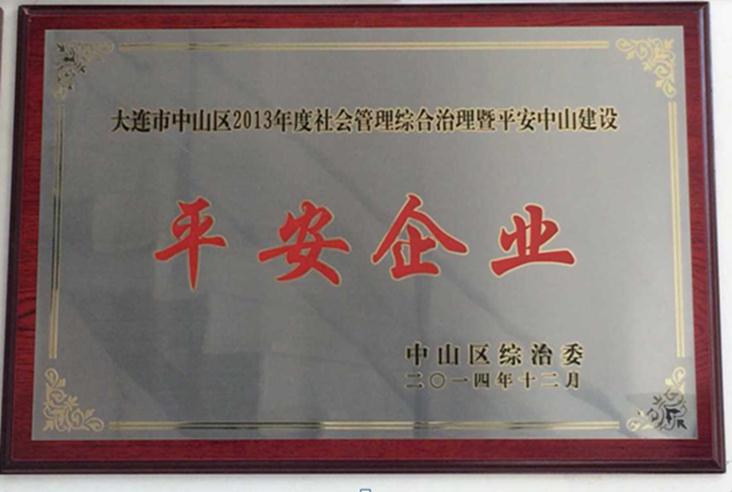 大连市中山区2013年度社会管理综合治理暨平安中山建设
平安企业
中山区综治委
二〇一四年十二月